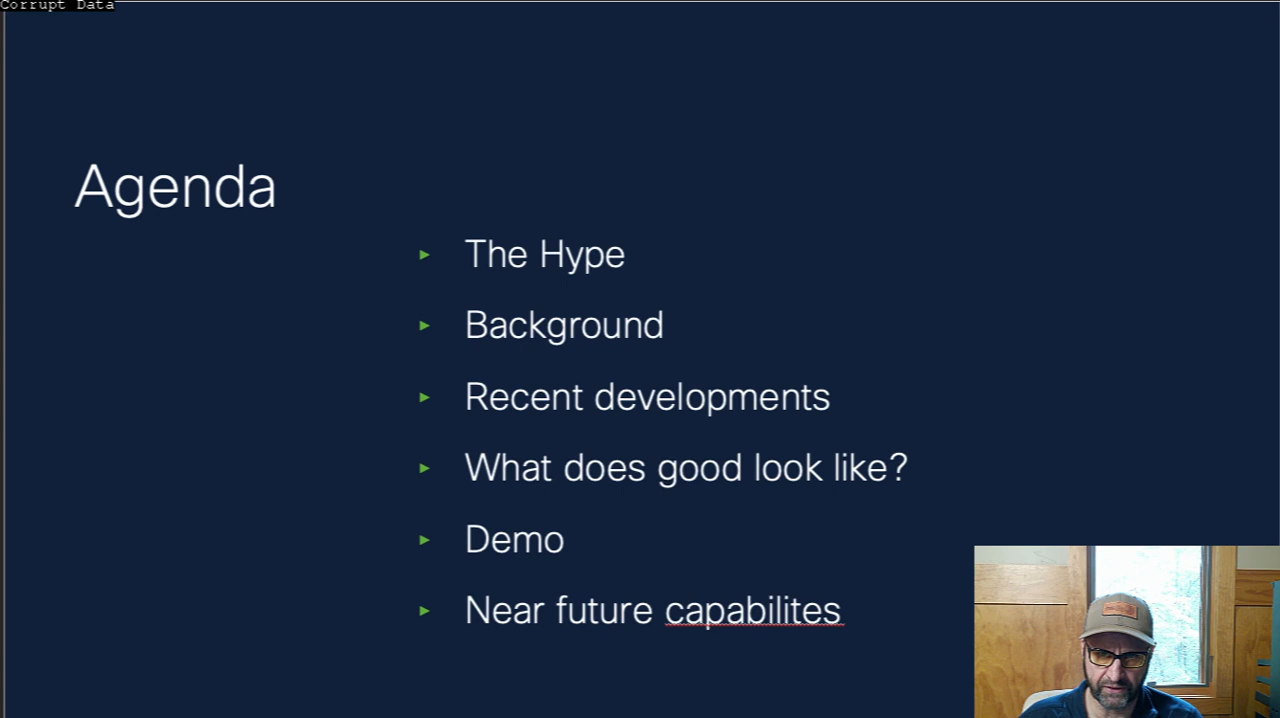 Corrupt Data
Agenda
The Hype
Background
Recent developments
What does good look like?
Demo
Near future capabilites